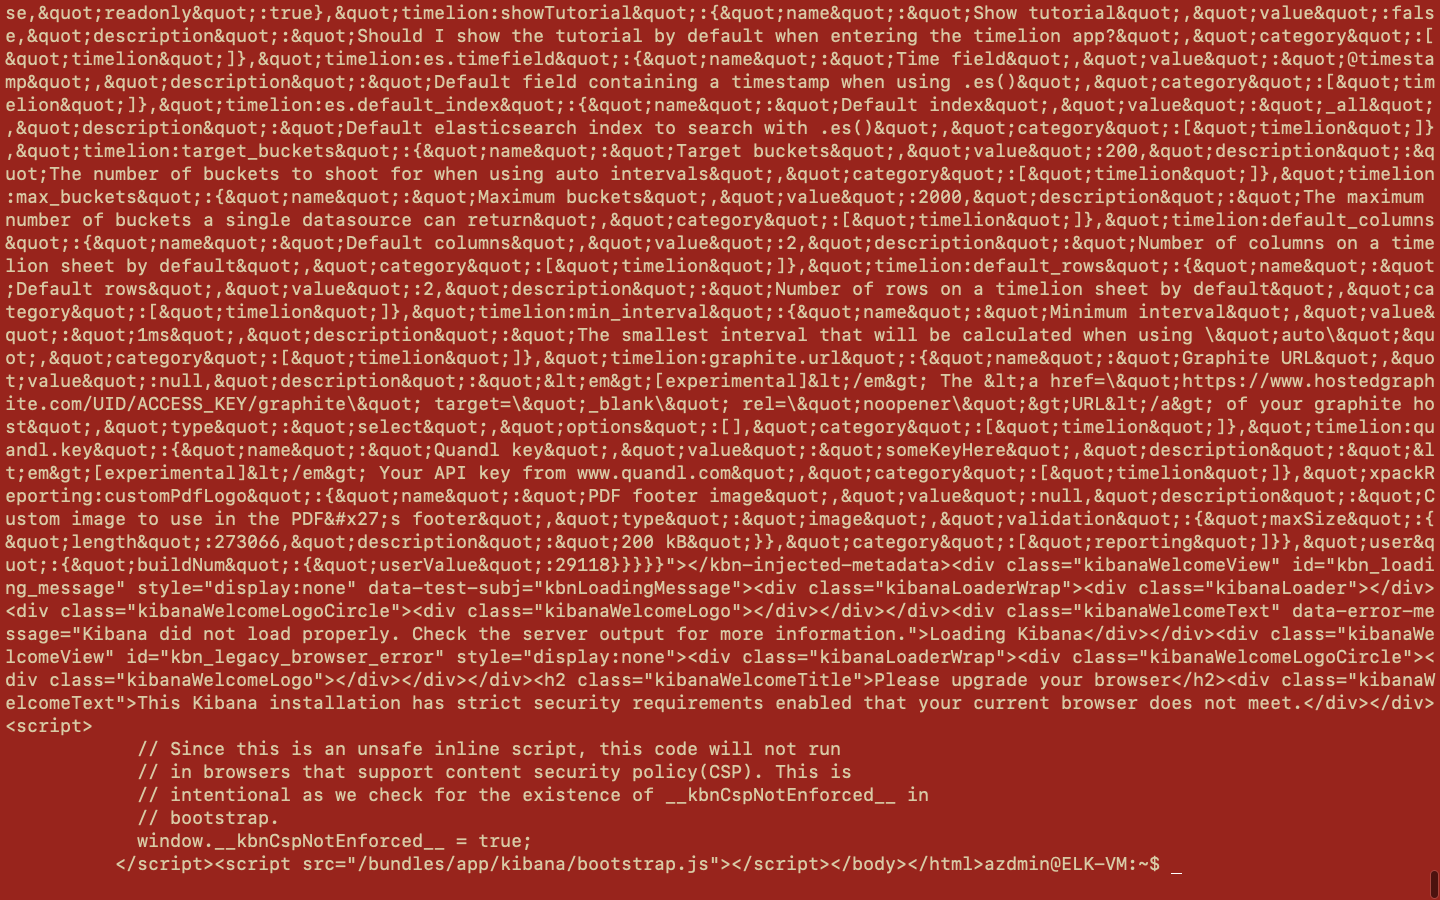 se,&quot;readonly&quot;:true},&quot;timelion:showTutorial&quot;:{&quot;name&quot;:&quot;Show tutorial&quot;,&quot;value&quot;:fals
e,&quot;description&quot;:&quot;Should I show the tutorial by default when entering the timelion app?&quot;,&quot;category&quot;:[
&quot;timelion&quot;]},&quot;timelion:es.timefield&quot;:{&quot;name&quot;:&quot;Time field&quot;,&quot;value&quot;:&quot;@timesta
mp&quot;,&quot;description&quot;:&quot;Default field containing a timestamp when using .es()&quot;,&quot;category&quot;:[&quot;tim
elion&quot;]},&quot;timelion:es.default_index&quot;:{&quot;name&quot;:&quot;Default index&quot;,&quot;value&quot;:&quot;_all&quot;
,&quot;description&quot;:&quot;Default elasticsearch index to search with .es()&quot;,&quot;category&quot;:[&quot;timelion&quot;]}
,&quot;timelion:target_buckets&quot;:{&quot;name&quot;:&quot;Target buckets&quot;,&quot;value&quot;:200,&quot;description&quot;:&q
uot;The number of buckets to shoot for when using auto intervals&quot;,&quot;category&quot;:[&quot;timelion&quot;]},&quot;timelion
:max_buckets&quot;:{&quot;name&quot;:&quot;Maximum buckets&quot;,&quot;value&quot;:2000,&quot;description&quot;:&quot;The maximum
number of buckets a single datasource can return&quot;,&quot;category&quot;:[&quot;timelion&quot;]},&quot;timelion:default_columns
&quot;:{&quot;name&quot;:&quot;Default columns&quot;,&quot;value&quot;:2,&quot;description&quot;:&quot;Number of columns on a time
lion sheet by default&quot;,&quot;category&quot;:[&quot;timelion&quot;]},&quot;timelion:default_rows&quot;:{&quot;name&quot;:&quot
;Default rows&quot;,&quot;value&quot;:2,&quot;description&quot;:&quot;Number of rows on a timelion sheet by default&quot;,&quot;ca
tegory&quot;:[&quot;timelion&quot;]},&quot;timelion:min_interval&quot;:{&quot;name&quot;:&quot;Minimum interval&quot;,&quot;value&
quot;:&quot;1ms&quot;,&quot;description&quot;:&quot;The smallest interval that will be calculated when using \&quot;auto\&quot;&qu
ot;,&quot;category&quot;:[&quot;timelion&quot;]},&quot;timelion:graphite.url&quot;:{&quot;name&quot;:&quot;Graphite URL&quot;,&quo
t;value&quot;:null,&quot;description&quot;:&quot;&lt;em&gt;[experimental]&lt;/em&gt; The &lt;a href=\&quot;https://www.hostedgraph
ite.com/UID/ACCESS_KEY/graphite\&quot; target=\&quot;_blank\&quot; rel=\&quot;noopener\&quot;&gt;URL&lt;/a&gt; of your graphite ho
st&quot;,&quot;type&quot;:&quot;select&quot;,&quot;options&quot;:[],&quot;category&quot;:[&quot;timelion&quot;]},&quot;timelion:qu
andl.key&quot;:{&quot;name&quot;:&quot;Quandl key&quot;,&quot;value&quot;:&quot;someKeyHere&quot;,&quot;description&quot;:&quot;&l
t;em&gt;[experimental]&lt;/em&gt; Your API key from www.quandl.com&quot;,&quot;category&quot;:[&quot;timelion&quot;]},&quot;xpackR
eporting:customPdfLogo&quot;:{&quot;name&quot;:&quot;PDF footer image&quot;,&quot;value&quot;:null,&quot;description&quot;:&quot;C
ustom image to use in the PDF&#x27;s footer&quot;,&quot;type&quot;:&quot;image&quot;,&quot;validation&quot;:{&quot;maxSize&quot;:{
&quot;length&quot;:273066,&quot;description&quot;:&quot;200 kB&quot;}},&quot;category&quot;:[&quot;reporting&quot;]}},&quot;user&q
uot;:{&quot;buildNum&quot;:{&quot;userValue&quot;:29118}}}}}"></kbn-injected-metadata><div class="kibanaWelcomeView" id="kbn_loadi
ng_message" style="display:none" data-test-subj="kbnLoadingMessage"><div class="kibanaLoaderWrap"><div class="kibanaLoader"></div>
<div class="kibanaWelcomeLogoCircle"><div class="kibanaWelcomeLogo"></div></div></div><div class="kibanaWelcomeText" data-error-me
ssage="Kibana did not load properly. Check the server output for more information.">Loading Kibana</div></div><div class="kibanaWe
lcomeView" id="kbn_legacy_browser_error" style="display:none"><div class="kibanaLoaderWrap"><div class="kibanaWelcomeLogoCircle"><
div class="kibanaWelcomeLogo"></div></div></div><h2 class="kibanaWelcomeTitle">Please upgrade your browser</h2><div class="kibanaW
elcomeText">This Kibana installation has strict security requirements enabled that your current browser does not meet.</div></div>
<script>
// Since this is an unsafe inline script, this code will not run
// in browsers that support content security policy(CSP). This is
// intentional as we check for the existence of __kbnCspNotEnforced__ in
// bootstrap.
window.__kbnCspNotEnforced__ = true;
</script><script src="/bundles/app/kibana/bootstrap.js"></script></body></html>azdmin@ELK-VM:~$ _